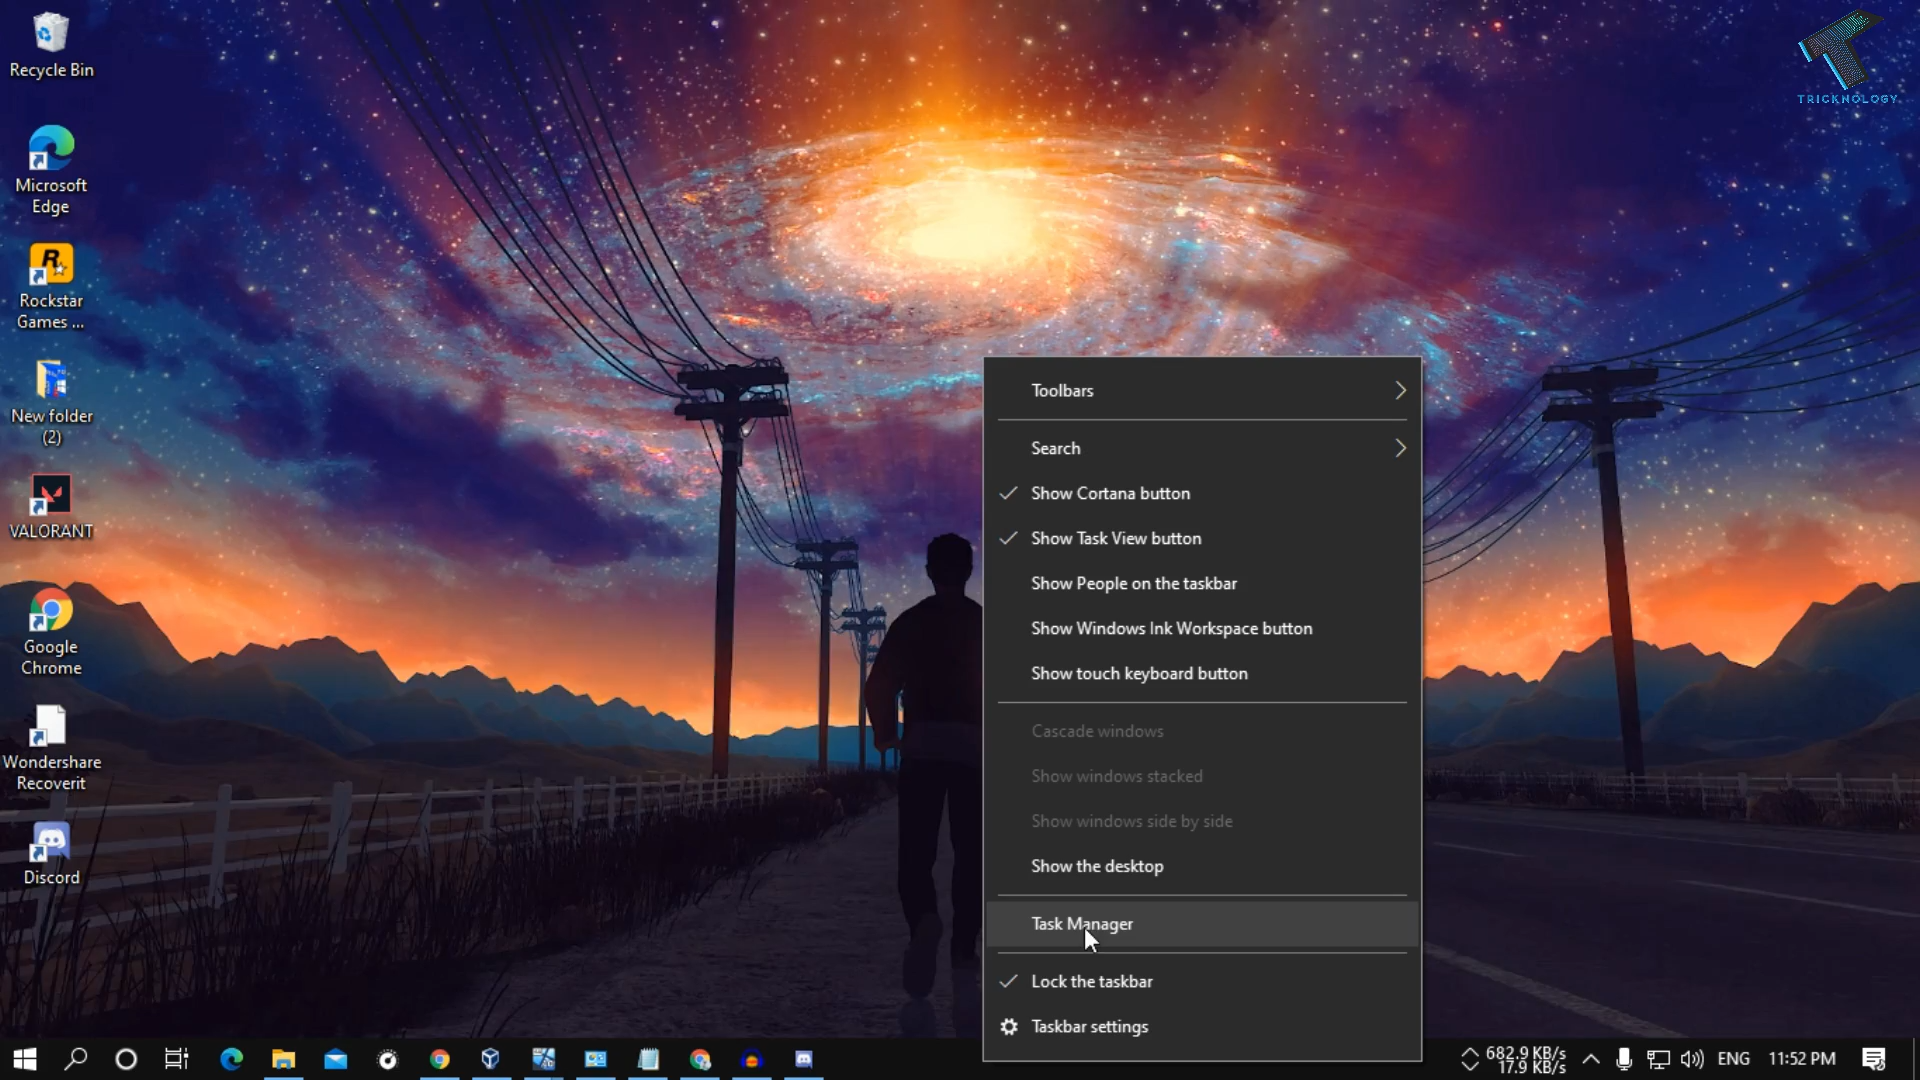 Recycle Bin
Microsoft
Edge
Rockstar
Games ...
New folder
(2)
VALORANT
Google
Chrome
Wondershare
Recoverit
Discord
TRICKNOLOGY
Toolbars
Search
Show Cortana button
Show Task View button
Show People on the taskbar
Show Windows Ink Workspace button
Show touch keyboard button
Cascade windows
Show windows stacked
Show windows side by side
Show the desktop
Task Manager
Lock the taskbar
Taskbar settings
682.9 KB/s
17.9 KB/s
ENG
11:52 PM